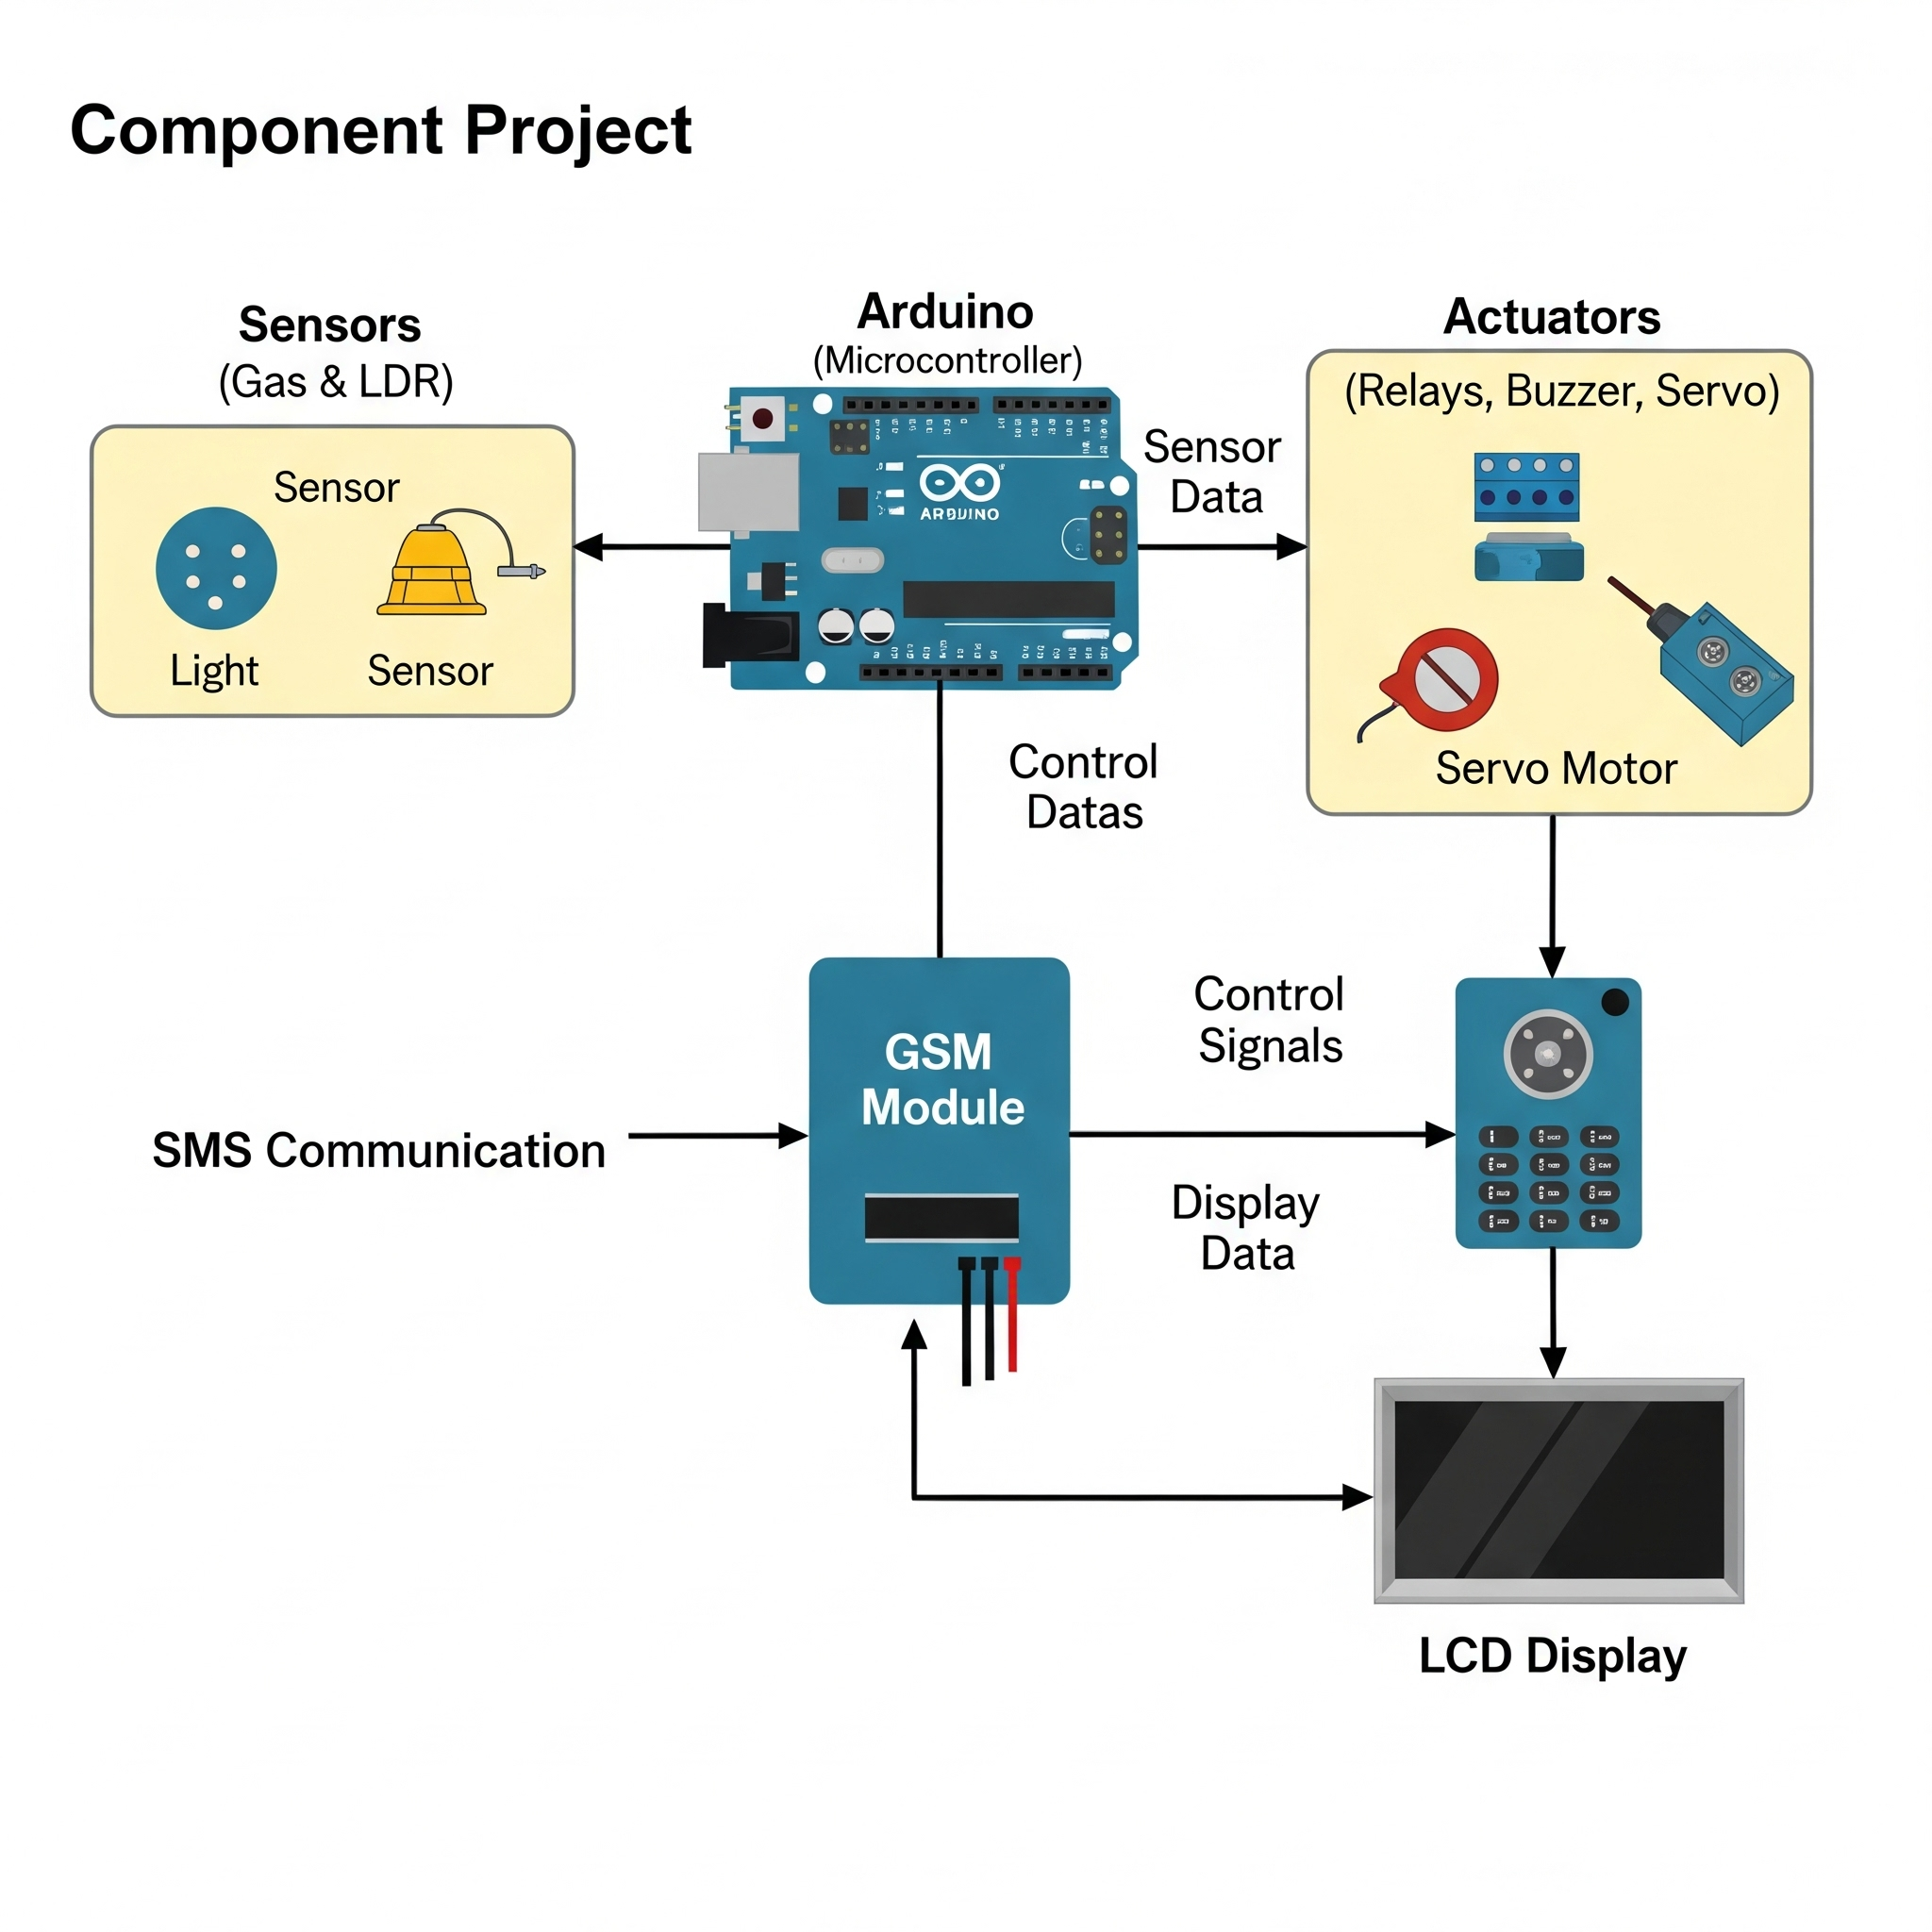 Component Project
Sensors
(Gas & LDR)
Sensor
Light
Sensor
Arduino
(Microcontroller)
ARDUINO
Sensor
Data
Actuators
(Relays, Buzzer, Servo)
Servo Motor
Control
Datas
GSM
Module
Control
Signals
SMS Communication
Display
Data
LCD Display